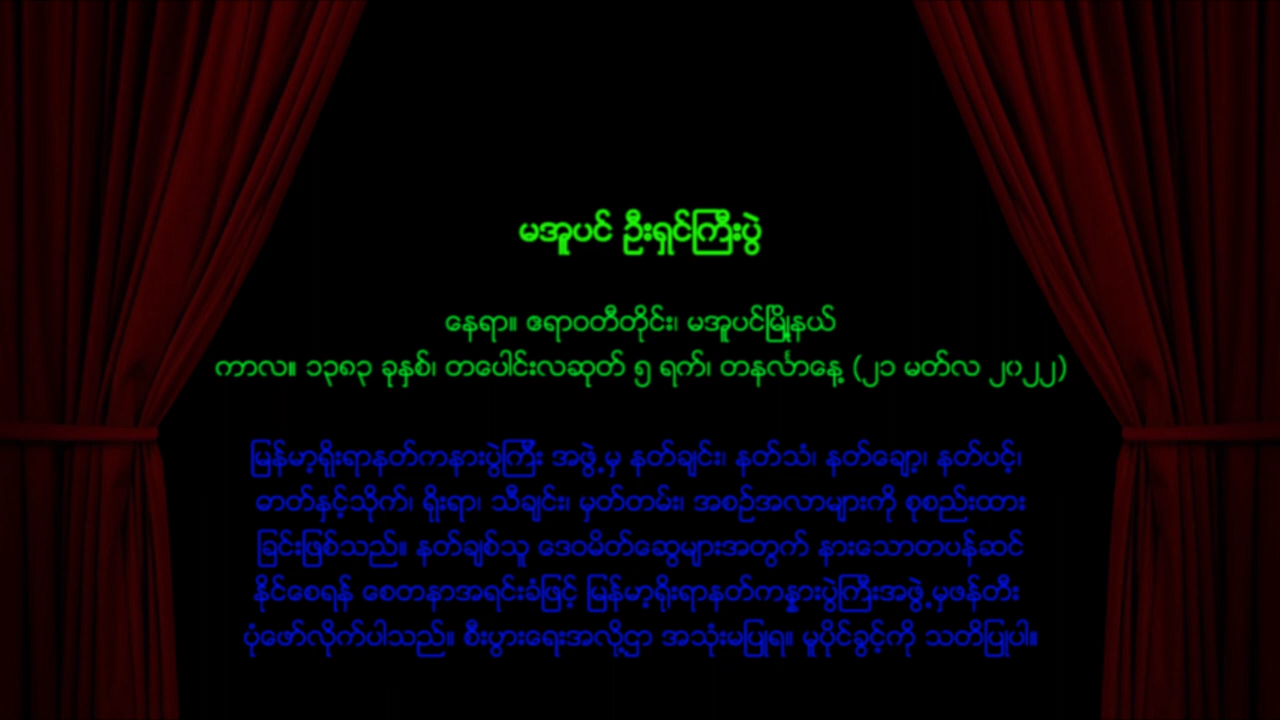 မအူပင် ဦးရှင်ကြီးပွဲ
နေရာ။ ဧရာဝတီတိုင်း၊ မအူပင်မြို့နယ်
ကာလ။ ၁၃၈၃ ခုနှစ်၊ တပေါင်းလဆုတ် ၅ ရက်၊ တနင်္လာနေ့ (၂၁ မတ်လ ၂၀၂၂)
မြန်မာ့ရိုးရာနတ်ကနားပွဲကြီး အဖွဲ့မှ နတ်ချင်း၊ နတ်သံ၊ နတ်ချော့၊ နတ်ပင့်၊
ဓာတ်နှင့်သိုက်၊ ရိုးရာ၊ သီချင်း၊ မှတ်တမ်း၊ အစဉ်အလာများကို စုစည်းထား
ခြင်းဖြစ်သည်။ နတ်ချစ်သူ ဒေဝမိတ်ဆွေများအတွက် နားသောတပန်ဆင်
နိုင်စေရန် စေတနာအရင်းခံဖြင့် မြန်မာ့ရိုးရာနတ်ကန္နားပွဲကြီးအဖွဲ့မှဖန်တီး
ပုံဖော်လိုက်ပါသည်။ စီးပွားရေးအလို့ဌာ အသုံးမပြုရ။ မူပိုင်ခွင့်ကို သတိပြုပါ။